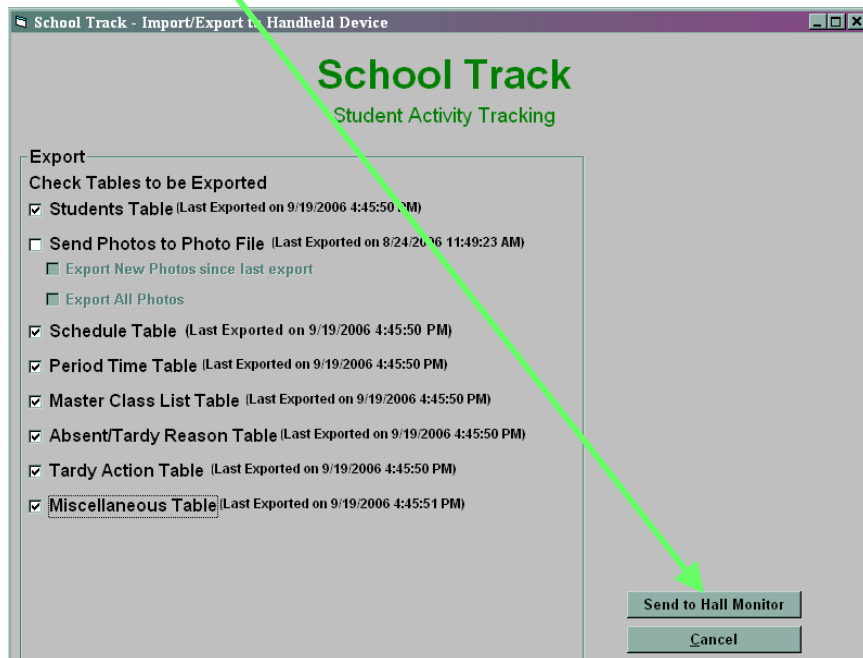 School Track - Import/Export to Handheld Device
School Track
Student Activity Tracking
Export
Check Tables to be Exported
Students Table (Last Exported on 9/19/2006 4:45:50 PM)
Send Photos to Photo File (Last Exported on 8/24/2006 11:49:23 AM)
Export New Photos since last export
Export All Photos
Schedule Table (Last Exported on 9/19/2006 4:45:50 PM)
Period Time Table (Last Exported on 9/19/2006 4:45:50 PM)
Master Class List Table (Last Exported on 9/19/2006 4:45:50 PM)
Absent/Tardy Reason Table (Last Exported on 9/19/2006 4:45:50 PM)
Tardy Action Table (Last Exported on 9/19/2006 4:45:50 PM)
Miscellaneous Table (Last Exported on 9/19/2006 4:45:51 PM)
Send to Hall Monitor
Cancel